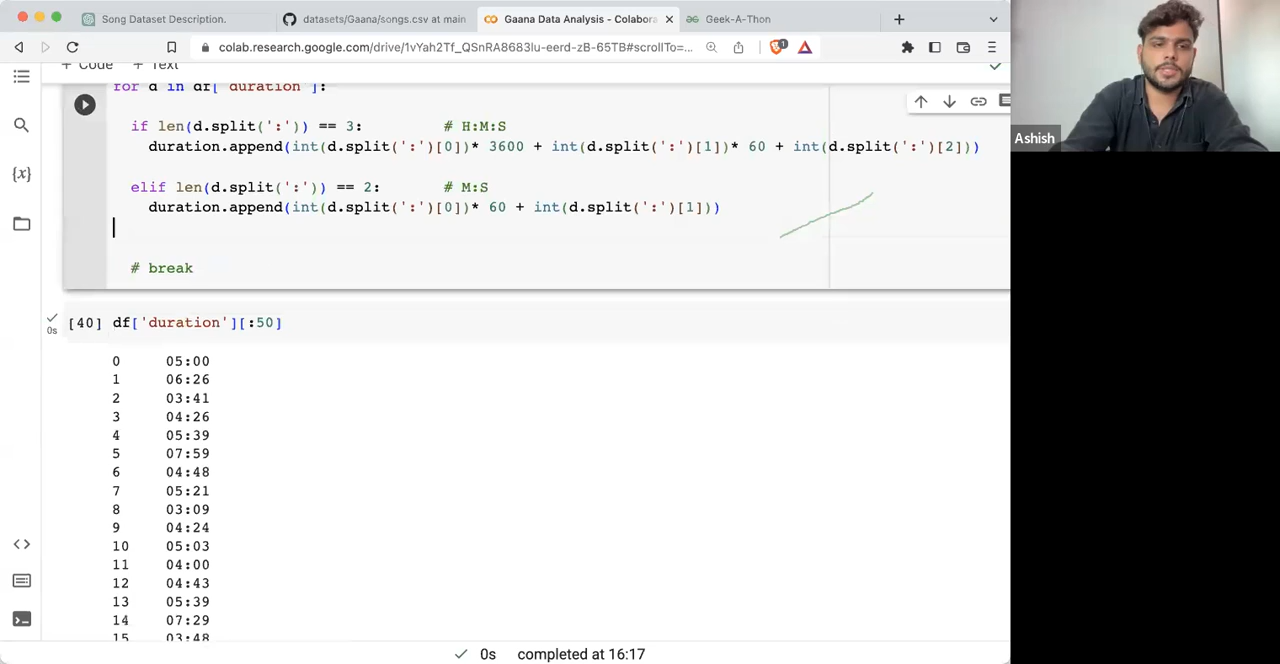 Song Dataset Description.
datasets/Gaana/songs.csv at main
Gaana Data Analysis - Colabora
Geek-A-Thon
colab.research.google.com/drive/1vYah2Tf_QSnRA8683lu-eerd-zB-65TB#scrollTo=...
+ Code + Text
for d in df['duration']:
if len(d.split(':')) == 3: # H:M:S
duration.append(int(d.split(':')[0])* 3600 + int(d.split(':')[1])* 60 + int(d.split(':')[2]))
elif len(d.split(':')) == 2: # M:S
duration.append(int(d.split(':')[0])* 60 + int(d.split(':')[1]))
# break
Ashish
{x}
0s
[40] df['duration'][:50]
0 05:00
1 06:26
2 03:41
3 04:26
4 05:39
5 07:59
6 04:48
7 05:21
8 03:09
9 04:24
10 05:03
11 04:00
12 04:43
13 05:39
14 07:29
15 03:48
0s completed at 16:17